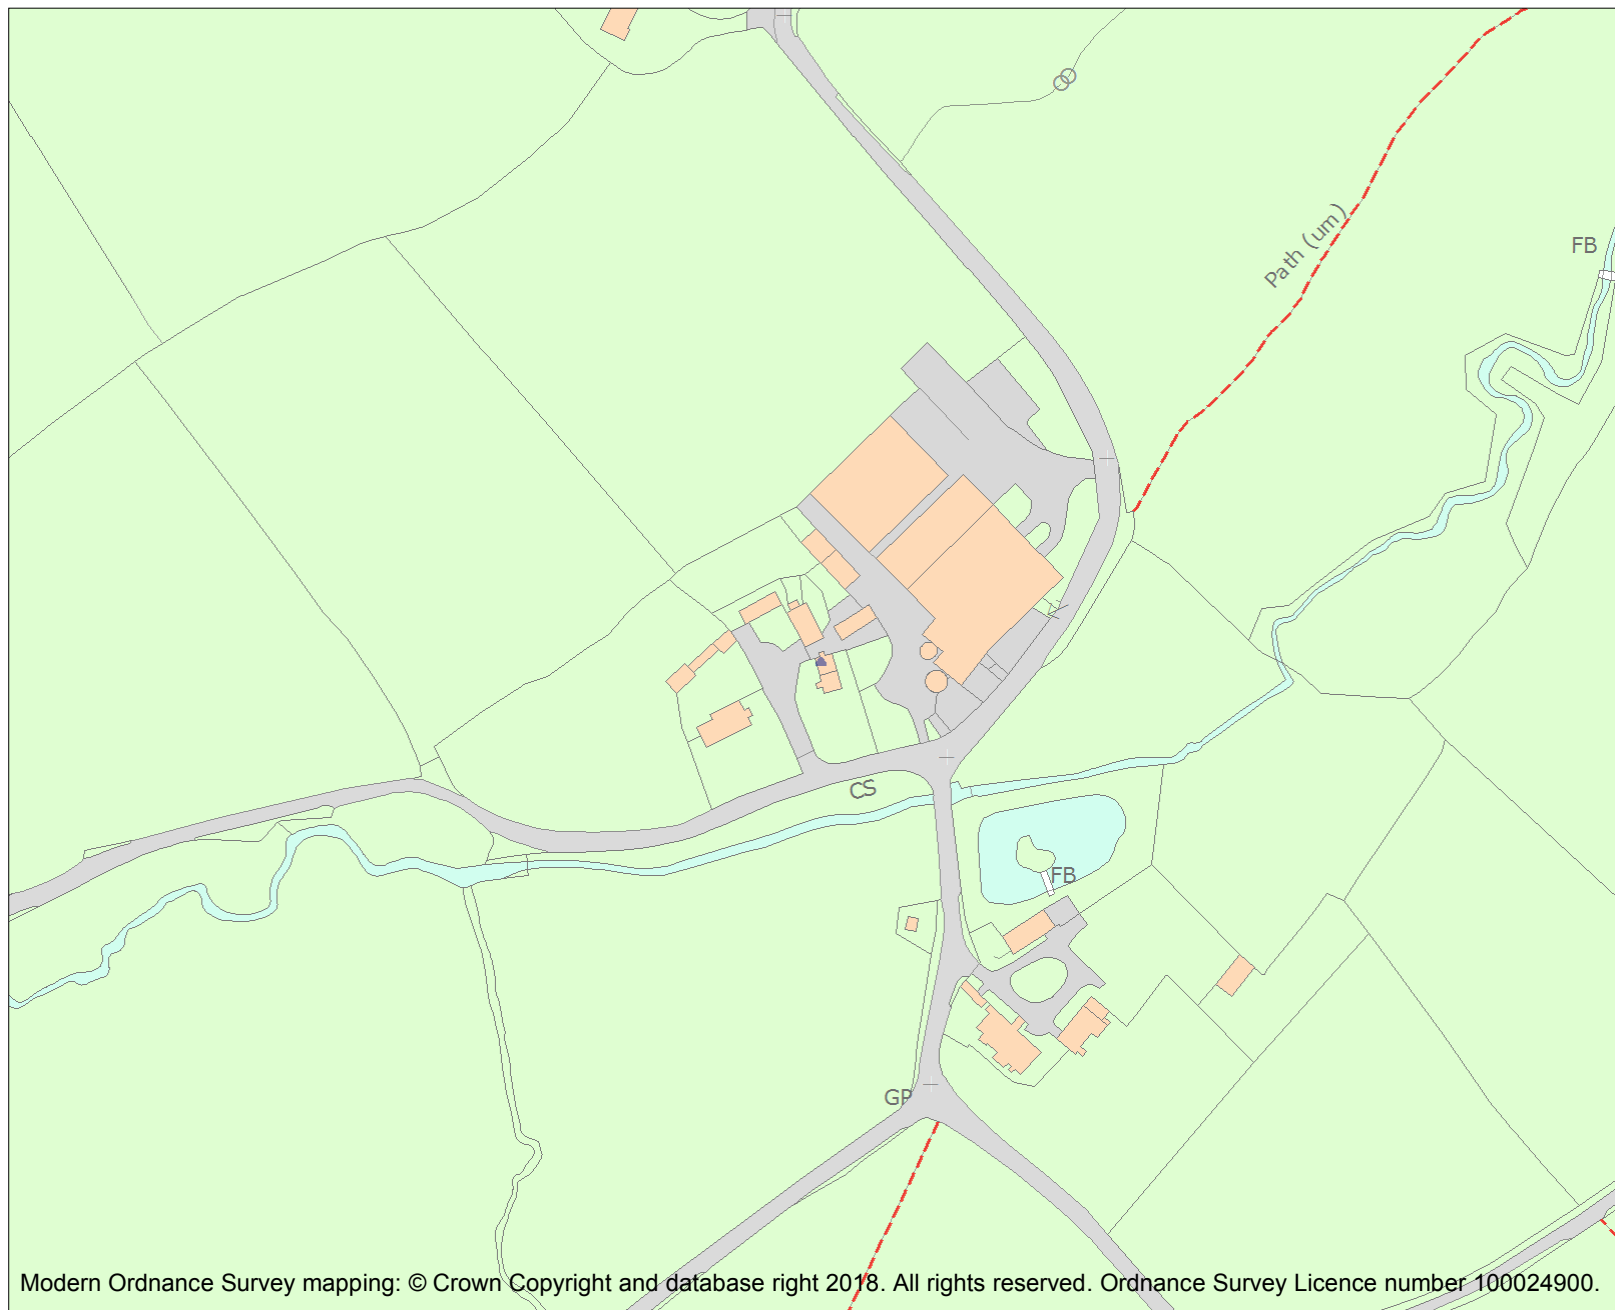 FB
Path (um)
CS
FB
GP
Modern Ordnance Survey mapping: © Crown Copyright and database right 2018. All rights reserved. Ordnance Survey Licence number 100024900.